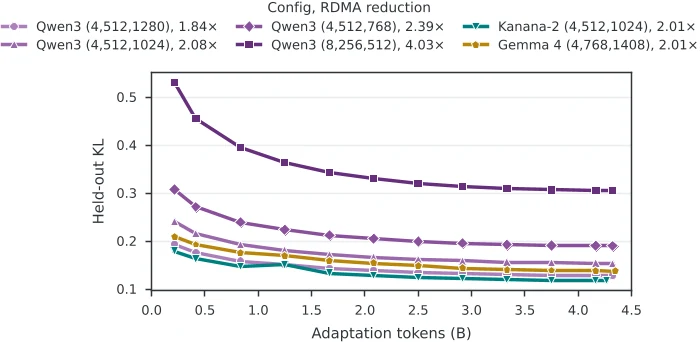 Config, RDMA reduction
Qwen3 (4,512,1280), 1.84× Qwen3 (4,512,768), 2.39× Kanana-2 (4,512,1024), 2.01×
Qwen3 (4,512,1024), 2.08× Qwen3 (8,256,512), 4.03× Gemma 4 (4,768,1408), 2.01×
0.5
0.4
0.3
0.2
0.1
Held-out KL
0.0 0.5 1.0 1.5 2.0 2.5 3.0 3.5 4.0 4.5
Adaptation tokens (B)